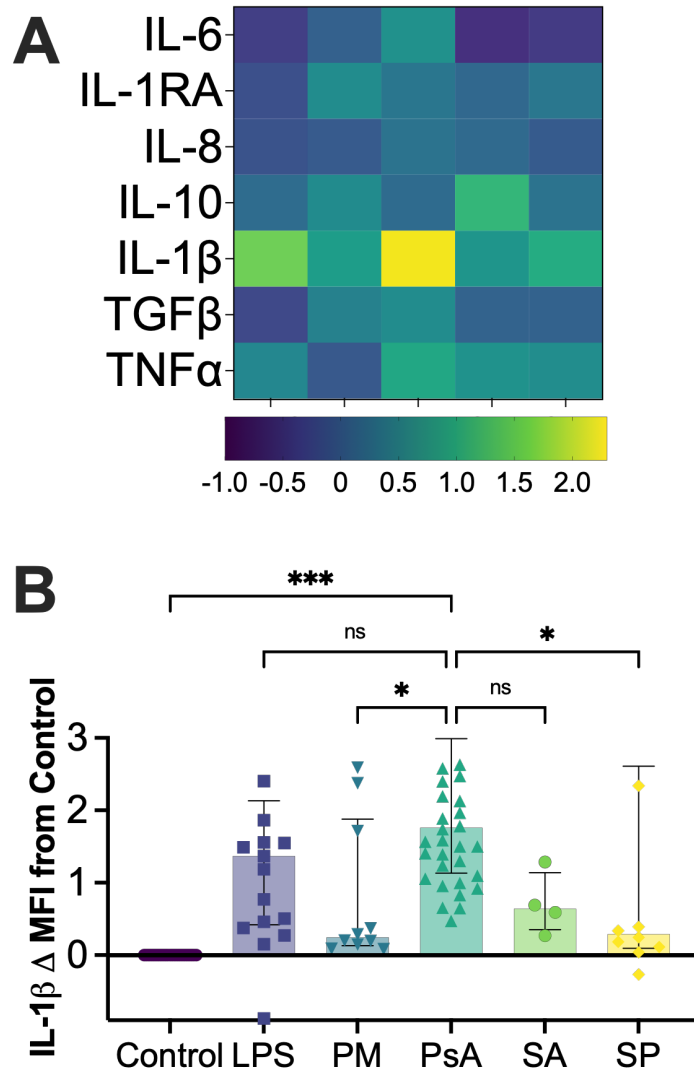 A
IL-6
IL-1RA
IL-8
IL-10
IL-1β
TGFβ
TNFα
-1.0 -0.5 0 0.5 1.0 1.5 2.0
B
***
ns *
* ns
IL-1β Δ MFI from Control
3
2
1
0
Control LPS PM PsA SA SP